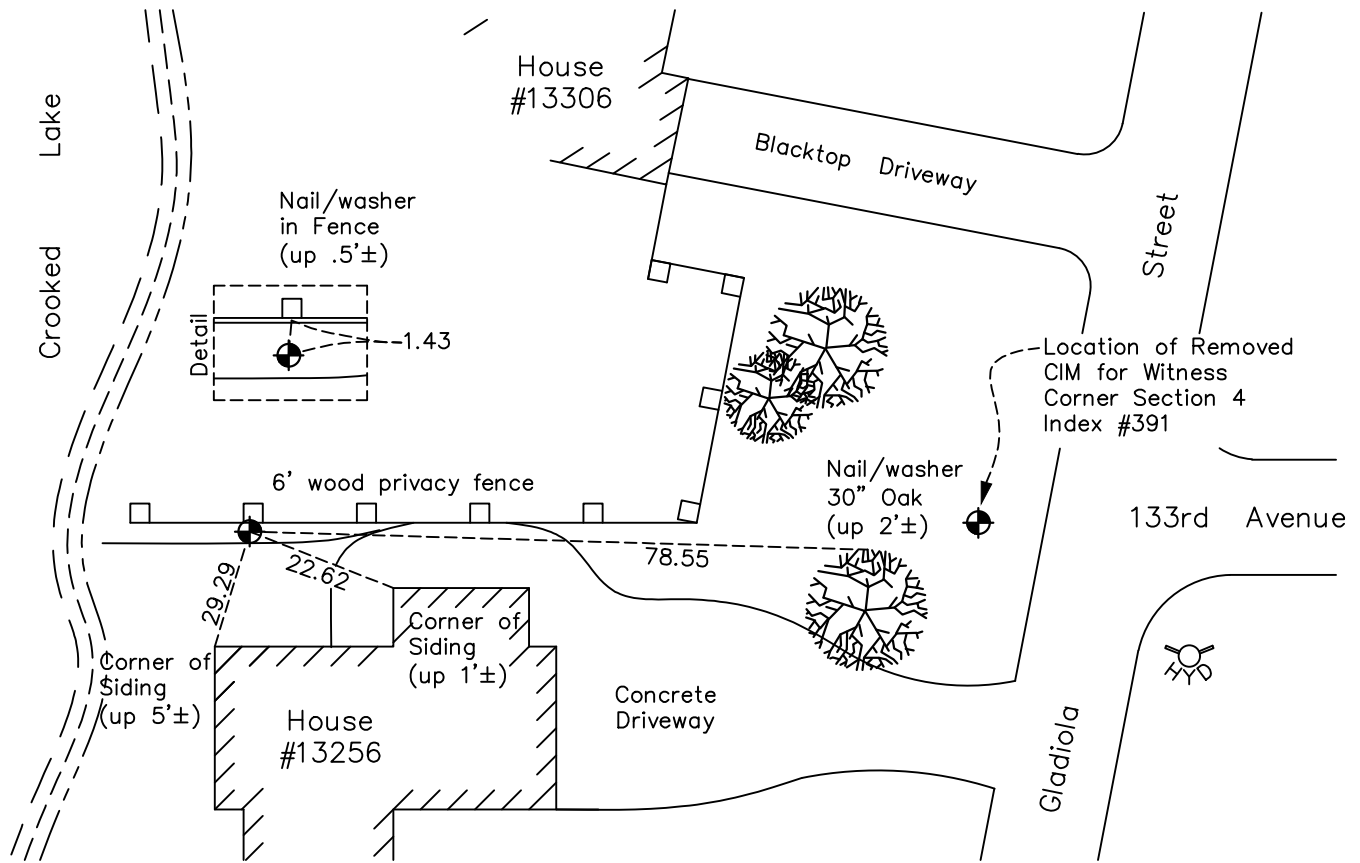 Lake
Crooked
House
#13306
Blacktop Driveway
Street
Nail/washer
in Fence
(up .5'±)
Detail
1.43
Location of Removed
CIM for Witness
Corner Section 4
Index #391
6' wood privacy fence
Nail/washer
30" Oak
(up 2'±)
133rd Avenue
78.55
22.62
29.29
Corner of
Siding
(up 1'±)
Corner of
Siding
(up 5'±)
House
#13256
Concrete
Driveway
HYD
Gladiola